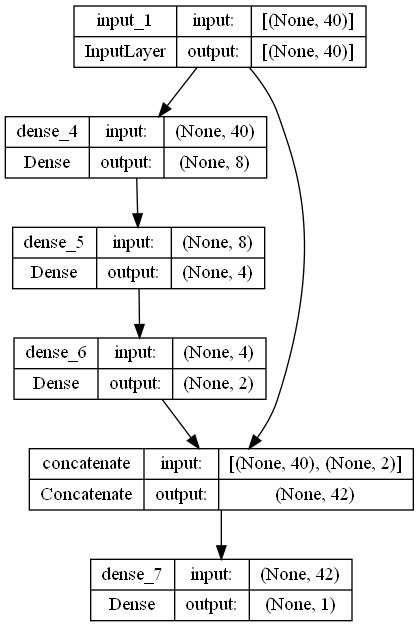 input_1 input: [(None, 40)]
InputLayer output: [(None, 40)]
dense_4 input: (None, 40)
Dense output: (None, 8)
dense_5 input: (None, 8)
Dense output: (None, 4)
dense_6 input: (None, 4)
Dense output: (None, 2)
concatenate input: [(None, 40), (None, 2)]
Concatenate output: (None, 42)
dense_7 input: (None, 42)
Dense output: (None, 1)